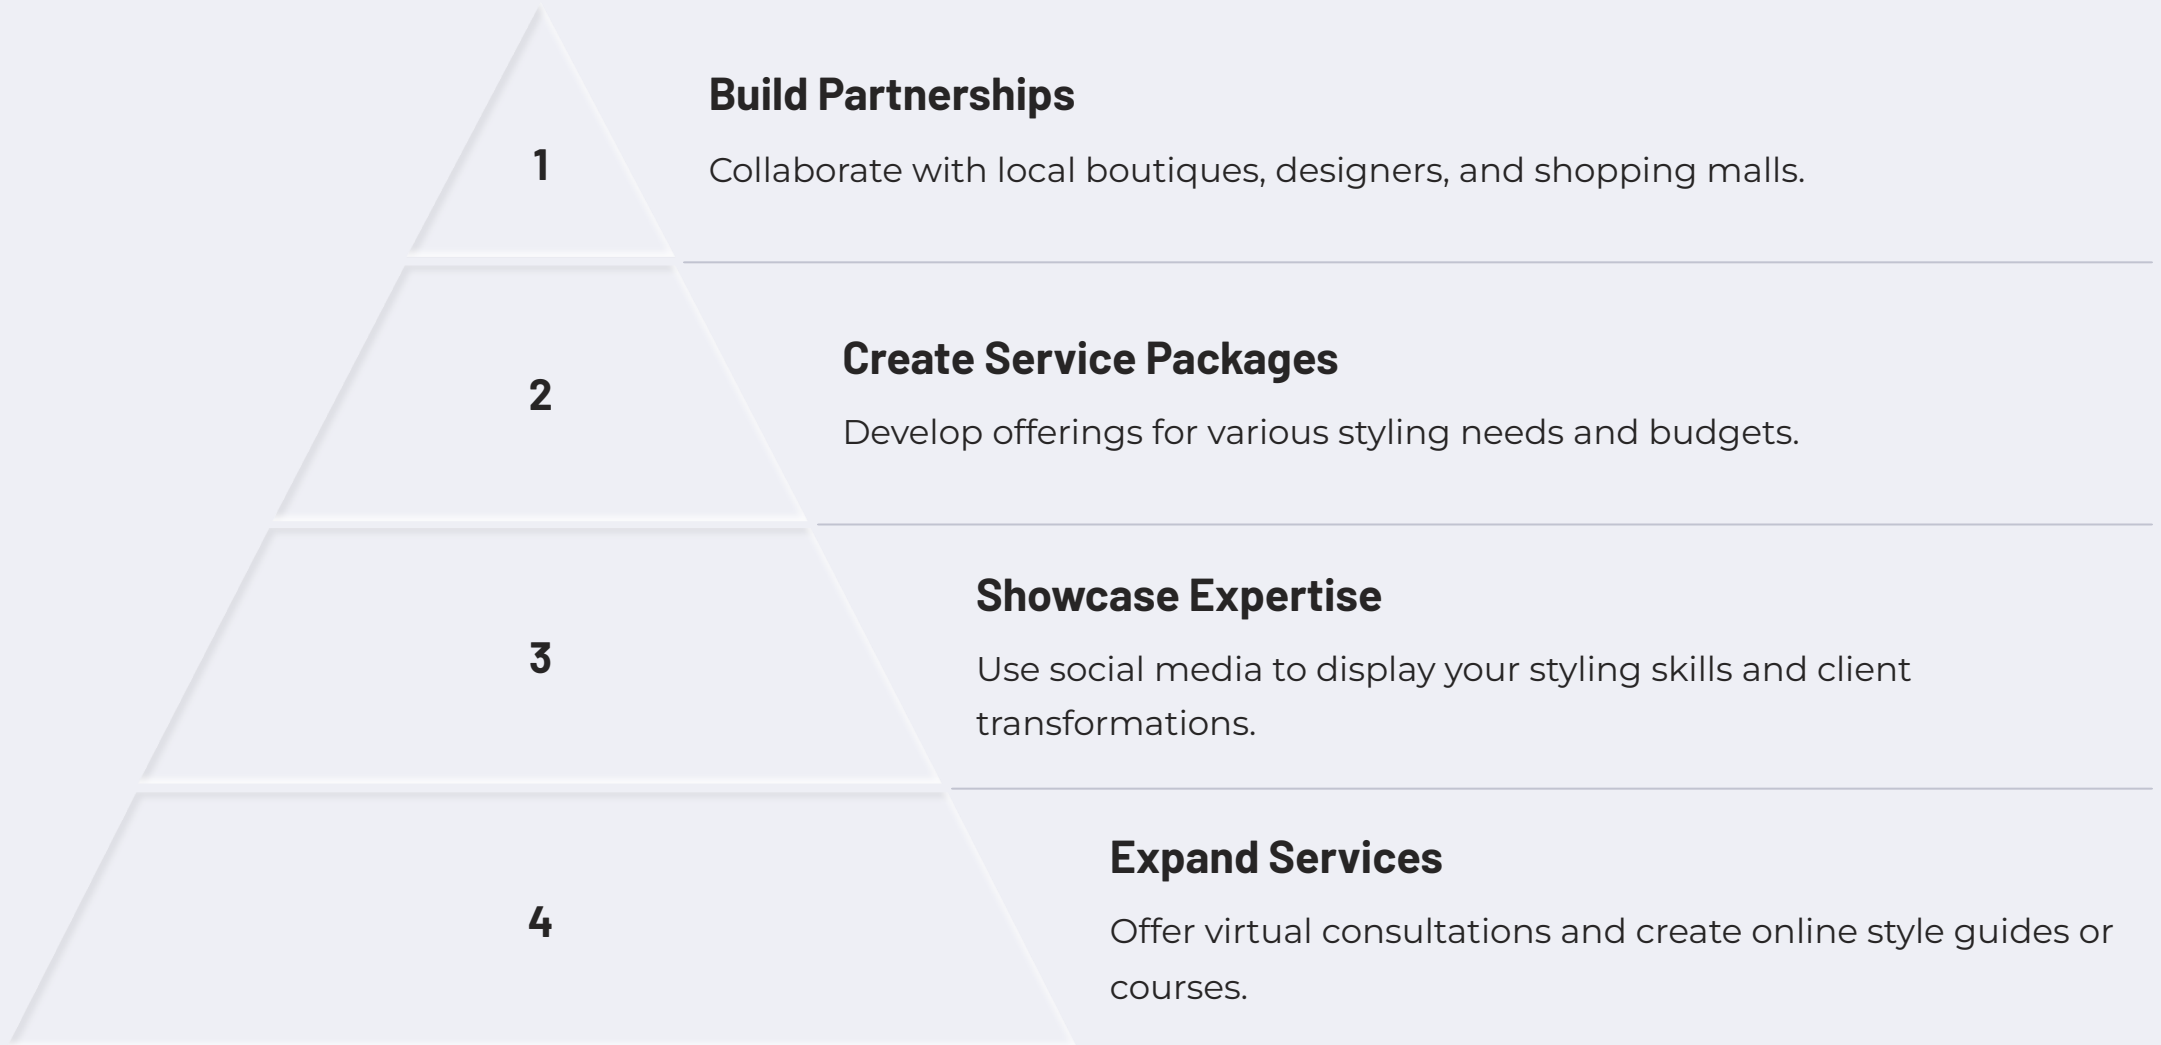 Build Partnerships
1
Collaborate with local boutiques, designers, and shopping malls.
Create Service Packages
2
Develop offerings for various styling needs and budgets.
Showcase Expertise
3
Use social media to display your styling skills and client
transformations.
Expand Services
4
Offer virtual consultations and create online style guides or
courses.